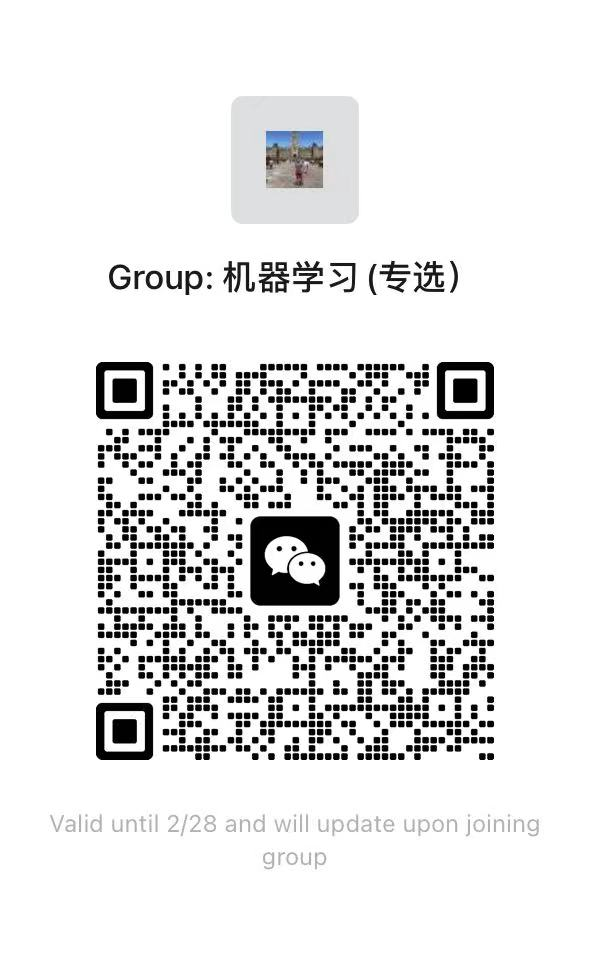 Group: 机器学习 (专选）
Valid until 2/28 and will update upon joining
group